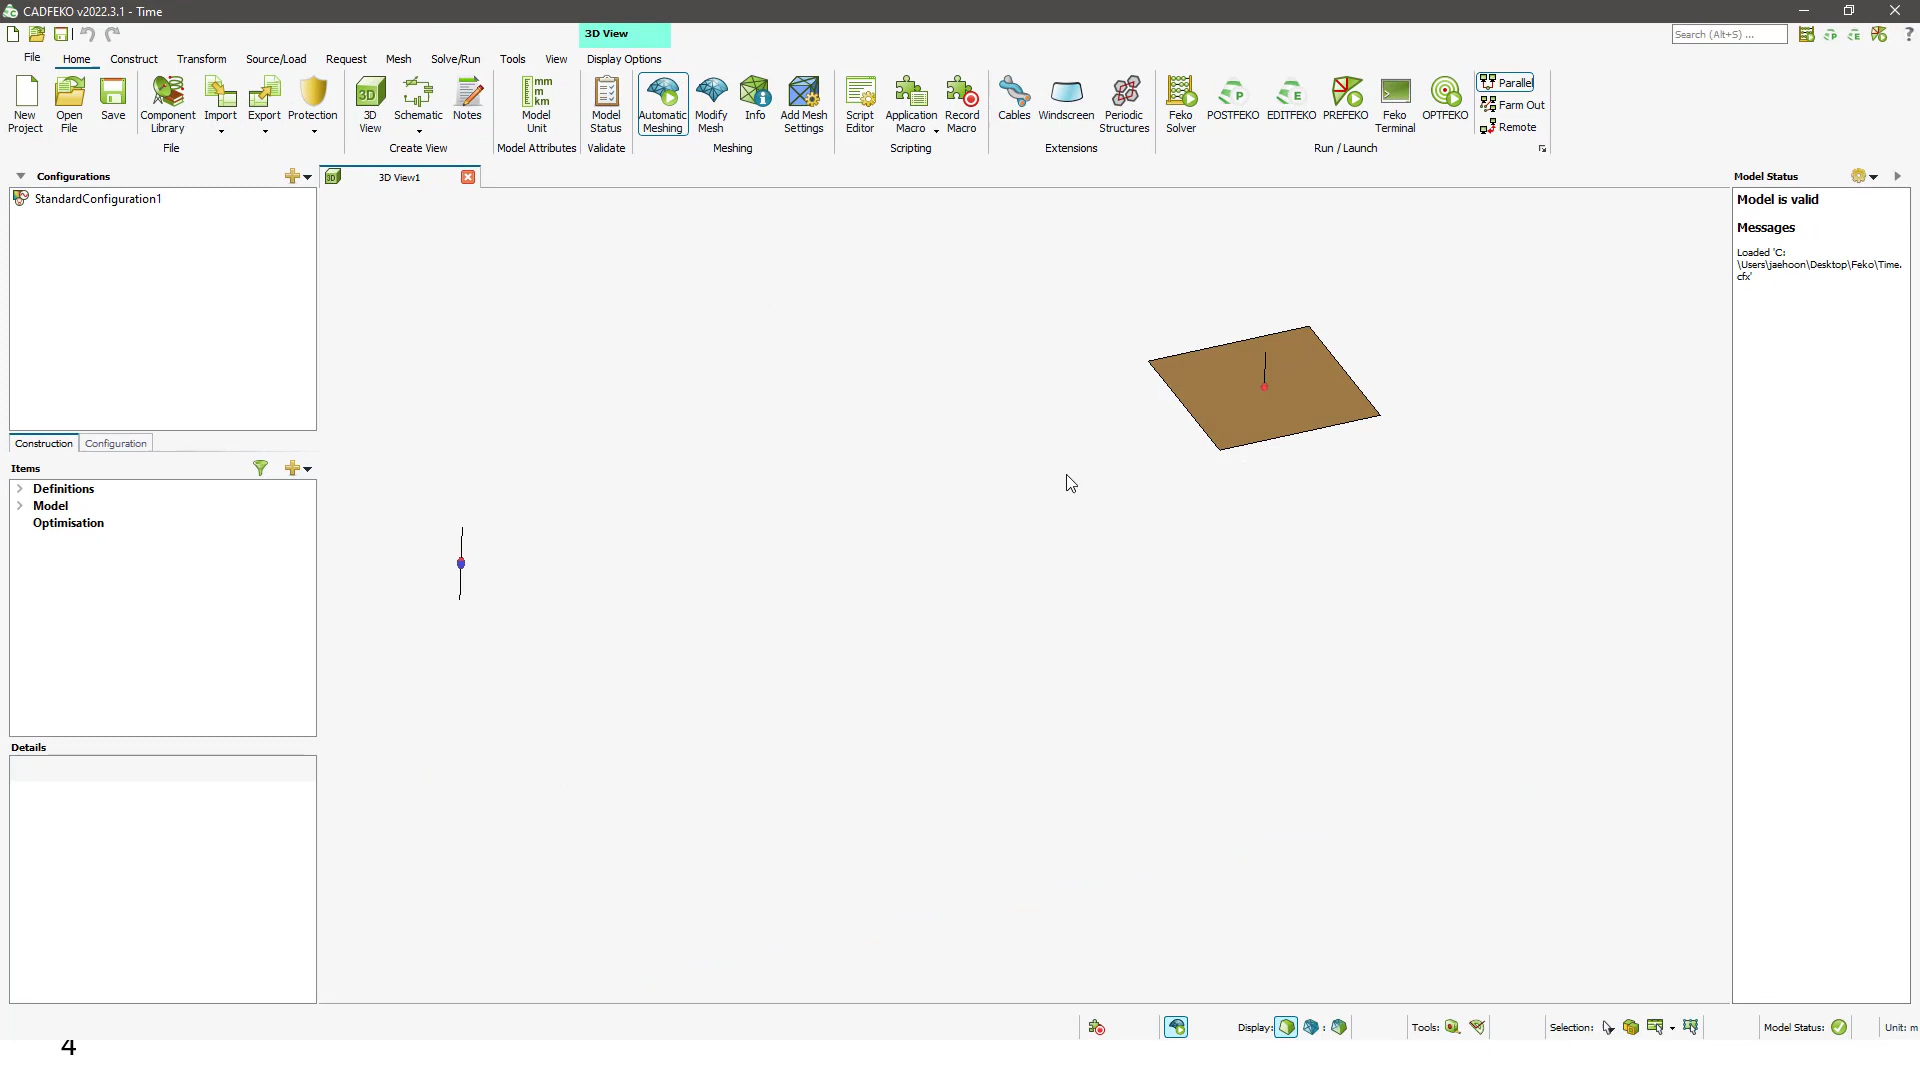 CADFEKO v2022.3.1 - Time
3D View
Search (Alt+S) ...
File Home Construct Transform Source/Load Request Mesh Solve/Run Tools View Display Options
New Project
Open File
Save
Component Library
Import
Export
Protection
3D View
Schematic
Notes
Model Unit
Model Status
Automatic Meshing
Modify Mesh
Info
Add Mesh Settings
Script Editor
Application Macro
Record Macro
Cables
Windscreen
Periodic Structures
Feko Solver
POSTFEKO
EDITFEKO
PREFEKO
Feko Terminal
OPTFEKO
Parallel
Farm Out
Remote
File
Create View
Model Attributes
Validate
Meshing
Scripting
Extensions
Run / Launch
Configurations
StandardConfiguration1
3D View1
Construction Configuration
Items
Definitions
Model
Optimisation
Details
Model Status
Model is valid
Messages
Loaded 'C:
\Users\jaehoon\Desktop\Feko\Time.
cfx'
Display: : Tools: Selection: Model Status: Unit: m
4